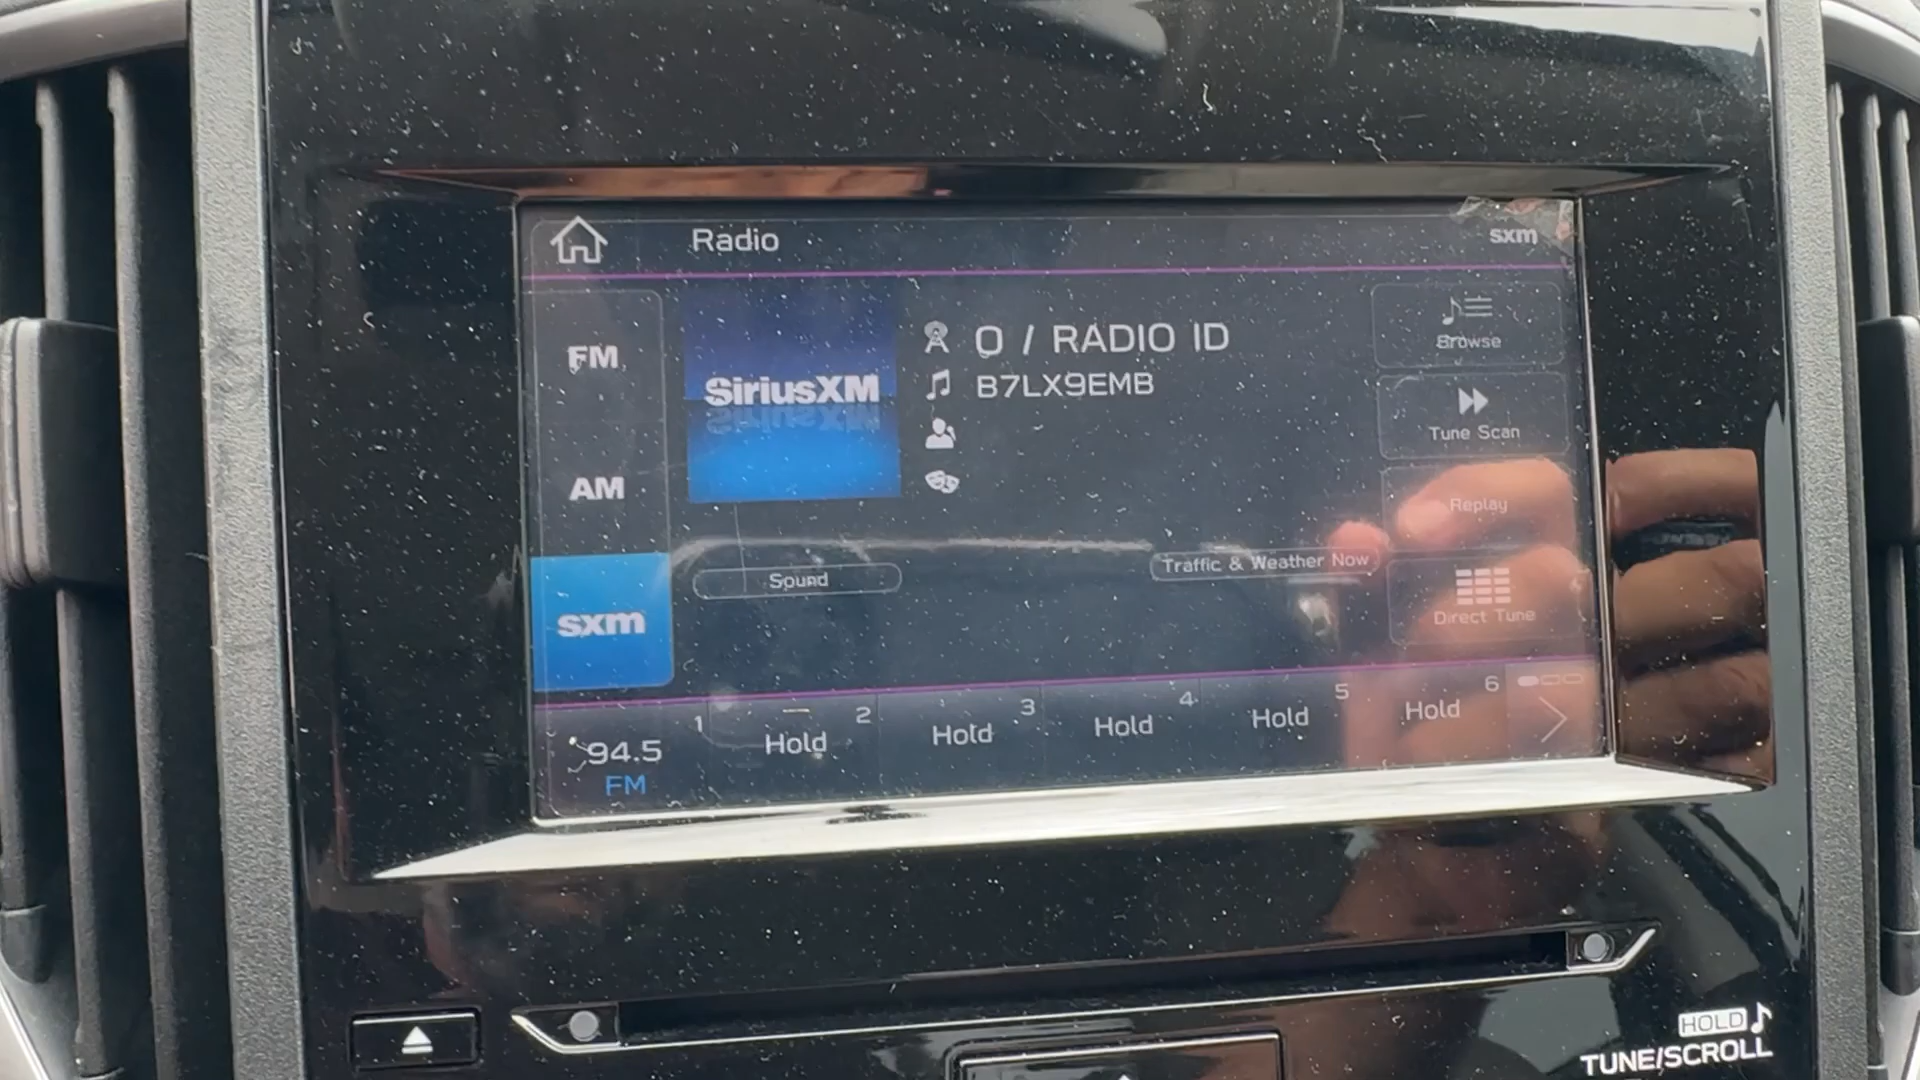 Radio
sxm
FM
AM
sxm
SiriusXM
0 / RADIO ID
B7LX9EMB
Browse
Tune Scan
Replay
Direct Tune
Sound
Traffic & Weather Now
1 2 3 4 5 6
94.5 Hold Hold Hold Hold Hold
FM
HOLD
TUNE/SCROLL